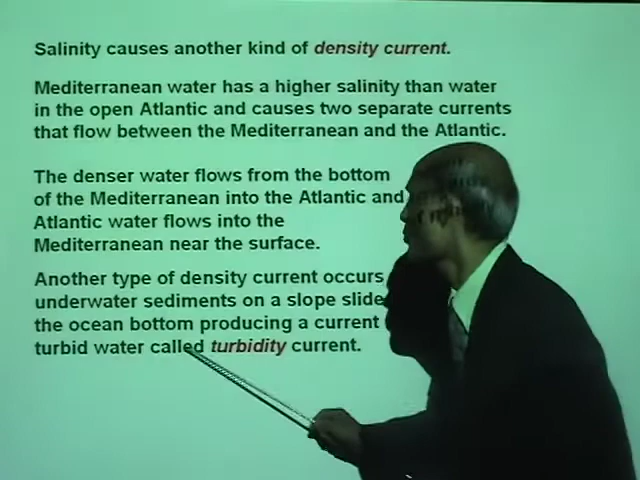 Salinity causes another kind of density current.
Mediterranean water has a higher salinity than water
in the open Atlantic and causes two separate currents
that flow between the Mediterranean and the Atlantic.
The denser water flows from the bottom
of the Mediterranean into the Atlantic and
Atlantic water flows into the
Mediterranean near the surface.
Another type of density current occurs
underwater sediments on a slope slide
the ocean bottom producing a current
turbid water called turbidity current.